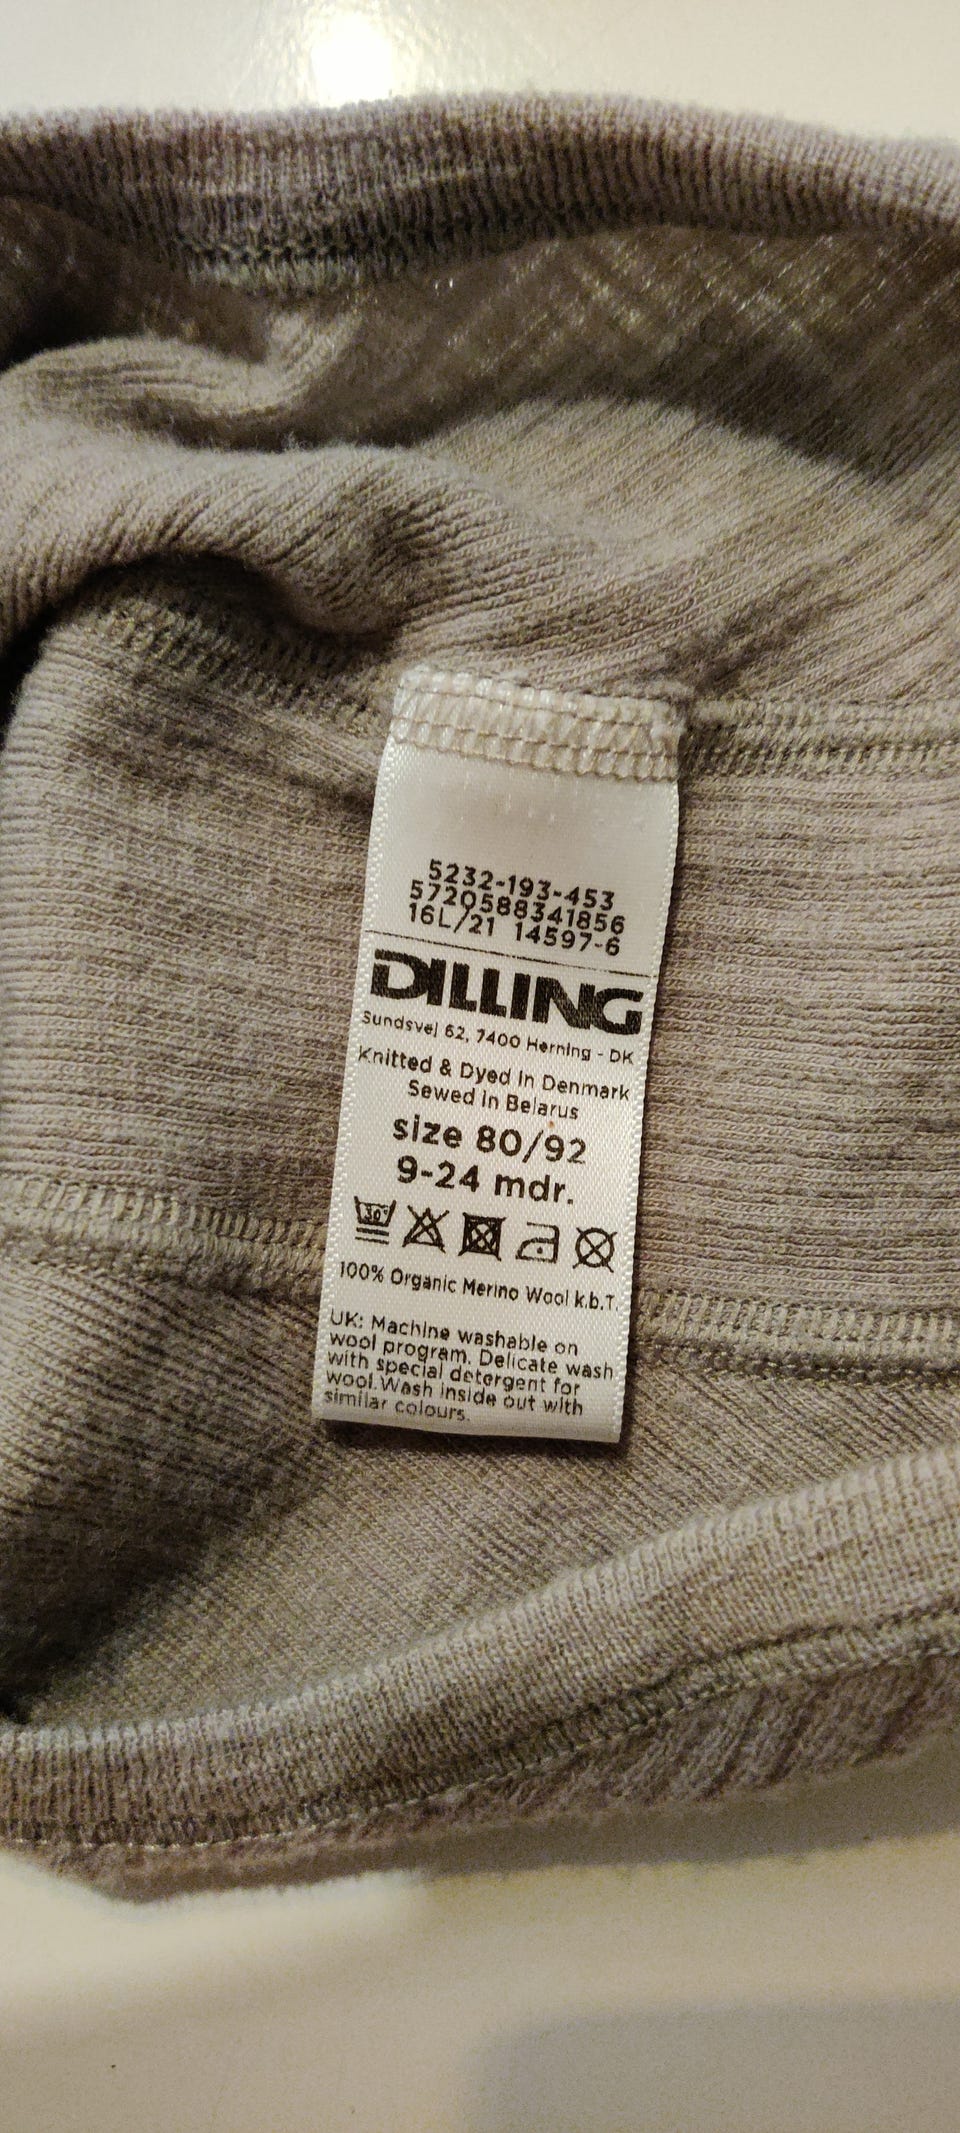 5232-193-453
5720588341856
16L/21 14597-6
DILLING
Sundsvej 62, 7400 Herning - DK
Knitted & Dyed in Denmark
Sewed in Belarus
size 80/92
9-24 mdr.
30°
100% Organic Merino Wool k.b.T.
UK: Machine washable on
wool program. Delicate wash
with special detergent for
wool. Wash inside out with
similar colours.